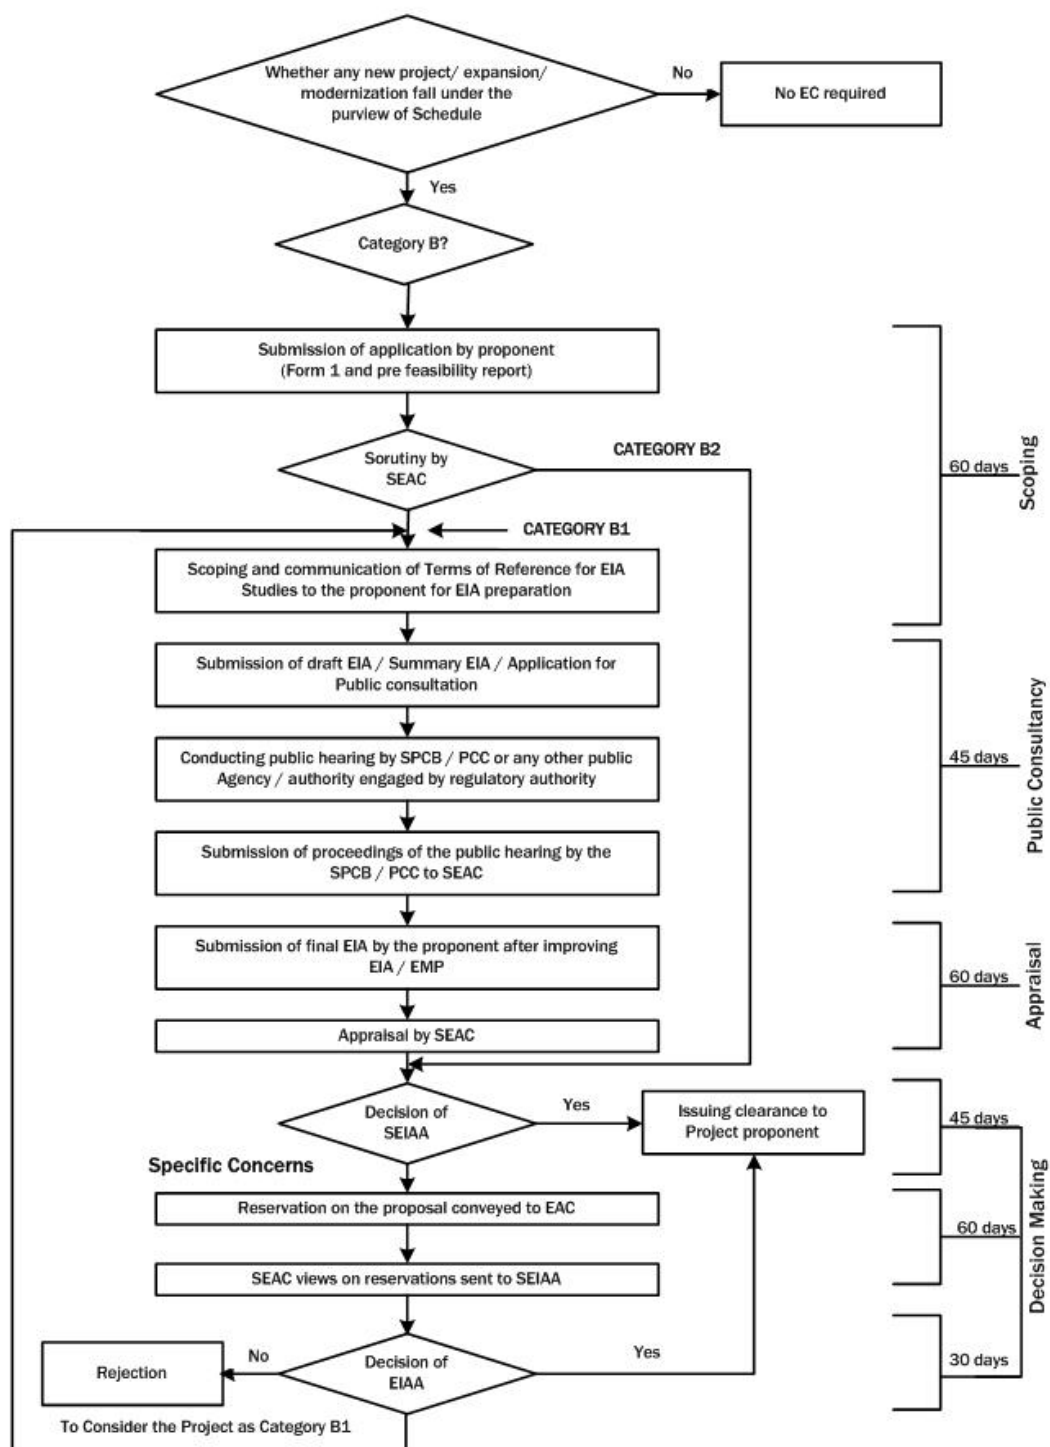 Whether any new project/ expansion/
modernization fall under the
purview of Schedule
No
No EC required
Yes
Category B?
Submission of application by proponent
(Form 1 and pre feasibility report)
Sorutiny by
SEAC
CATEGORY B2
60 days
Scoping
CATEGORY B1
Scoping and communication of Terms of Reference for EIA
Studies to the proponent for EIA preparation
Submission of draft EIA / Summary EIA / Application for
Public consultation
Conducting public hearing by SPCB / PCC or any other public
Agency / authority engaged by regulatory authority
45 days
Public Consultancy
Submission of proceedings of the public hearing by the
SPCB / PCC to SEAC
Submission of final EIA by the proponent after improving
EIA / EMP
60 days
Appraisal
Appraisal by SEAC
Decision of
SEIAA
Yes
Issuing clearance to
Project proponent
45 days
Specific Concerns
Reservation on the proposal conveyed to EAC
60 days
Decision Making
SEAC views on reservations sent to SEIAA
Decision of
EIAA
No
Rejection
Yes
30 days
To Consider the Project as Category B1